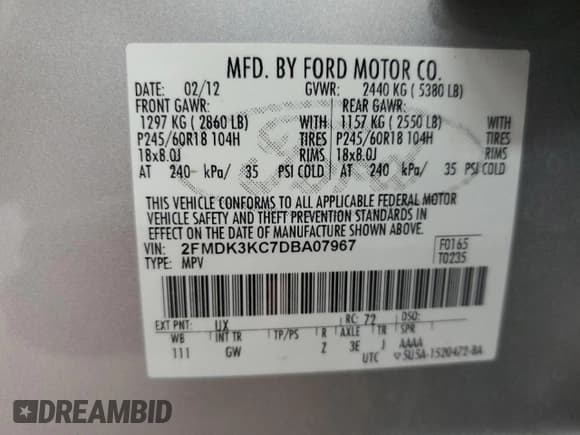 MFD. BY FORD MOTOR CO.
DATE: 02/12 GVWR: 2440 KG ( 5380 LB)
FRONT GAWR: REAR GAWR:
1297 KG ( 2860 LB) WITH 1157 KG ( 2550 LB) WITH
P245/60R18 104H TIRES P245/60R18 104H TIRES
18x8.0J RIMS 18x8.0J RIMS
AT 240 kPa/ 35 PSI COLD AT 240 kPa/ 35 PSI COLD
Ford
THIS VEHICLE CONFORMS TO ALL APPLICABLE FEDERAL MOTOR
VEHICLE SAFETY AND THEFT PREVENTION STANDARDS IN
EFFECT ON THE DATE OF MANUFACTURE SHOWN ABOVE.
VIN: 2FMDK3KC7DBA07967 F0165
TYPE: MPV T0235
EXT PNT: UX RC: 72 DSO:
WB INT TR TP/PS R AXLE TR SPR
111 GW Z 3E J AAAA
UTC ▽5U5A-1520472-BA
DREAMBID